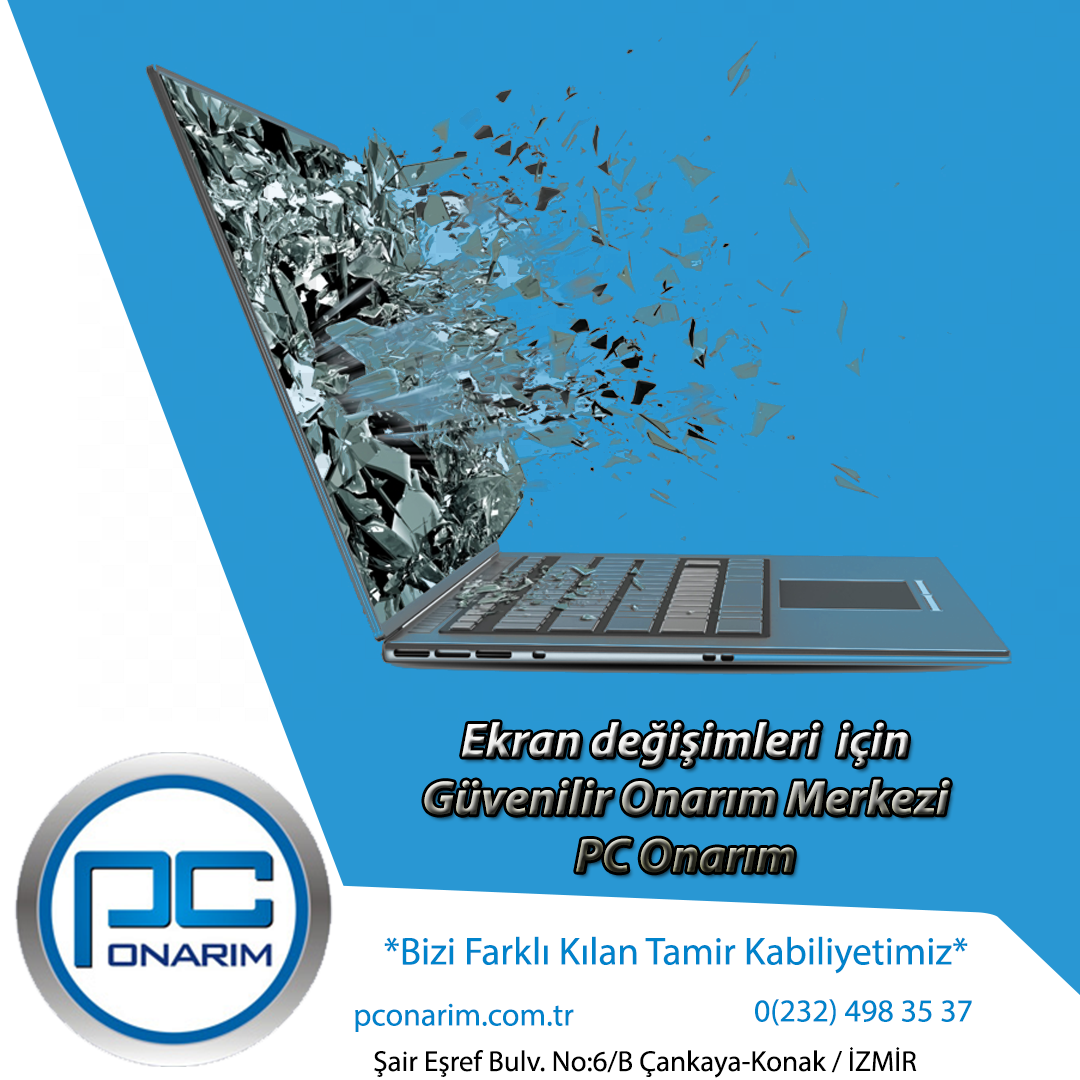 Ekran değişimleri için
Güvenilir Onarım Merkezi
PC Onarım
PC
ONARIM
*Bizi Farklı Kılan Tamir Kabiliyetimiz*
pconarim.com.tr
0(232) 498 35 37
Şair Eşref Bulv. No:6/B Çankaya-Konak / İZMİR